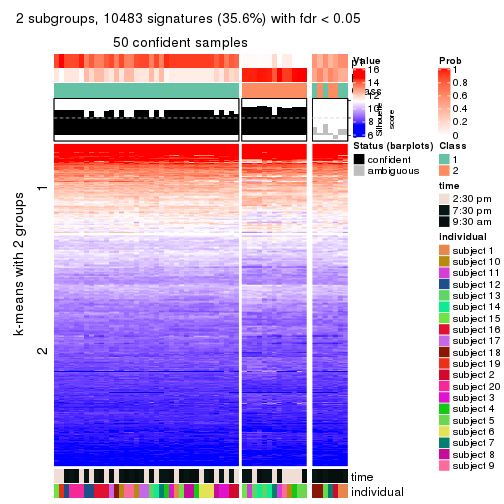 2 subgroups, 10483 signatures (35.6%) with fdr < 0.05
50 confident samples
k-means with 2 groups
1
2
Value
16
14
12
10
8
6
Silhouette
score
Prob
1
0.8
0.6
0.4
0.2
0
Status (barplots)
confident
ambiguous
Class
1
2
time
2:30 pm
7:30 pm
9:30 am
individual
subject 1
subject 10
subject 11
subject 12
subject 13
subject 14
subject 15
subject 16
subject 17
subject 18
subject 19
subject 2
subject 20
subject 3
subject 4
subject 5
subject 6
subject 7
subject 8
subject 9
time
individual